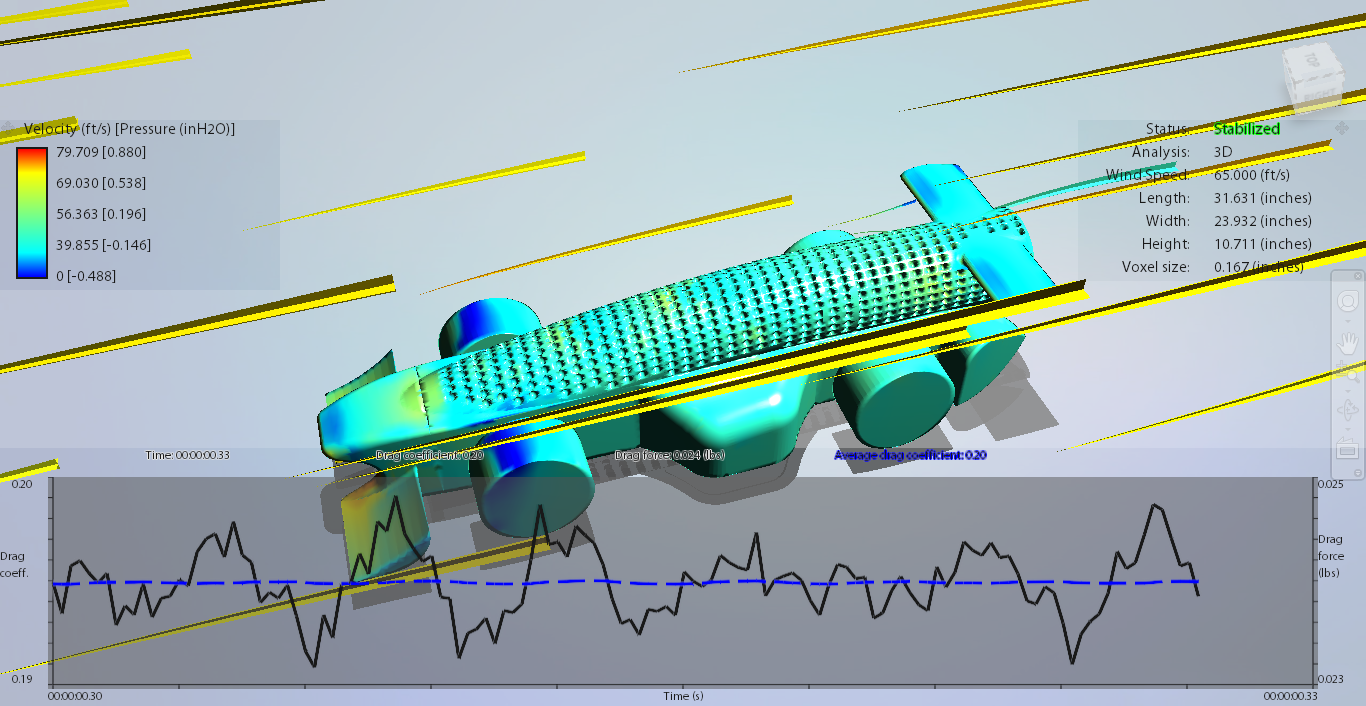 Velocity (ft/s) [Pressure (inH2O)]
79.709 [0.880]
69.030 [0.538]
56.363 [0.196]
39.855 [-0.146]
0 [-0.488]
TOP
RIGHT
Status: Stabilized
Analysis: 3D
Wind Speed: 65.000 (ft/s)
Length: 31.631 (inches)
Width: 23.932 (inches)
Height: 10.711 (inches)
Voxel size: 0.167 (inches)
Time: 00:00:00.33 Drag coefficient: 0.20 Drag force: 0.024 (lbs) Average drag coefficient: 0.20
0.20 0.025
Drag Drag
coeff. force
(lbs)
0.19 0.023
00:00:00.30 Time (s) 00:00:00.33